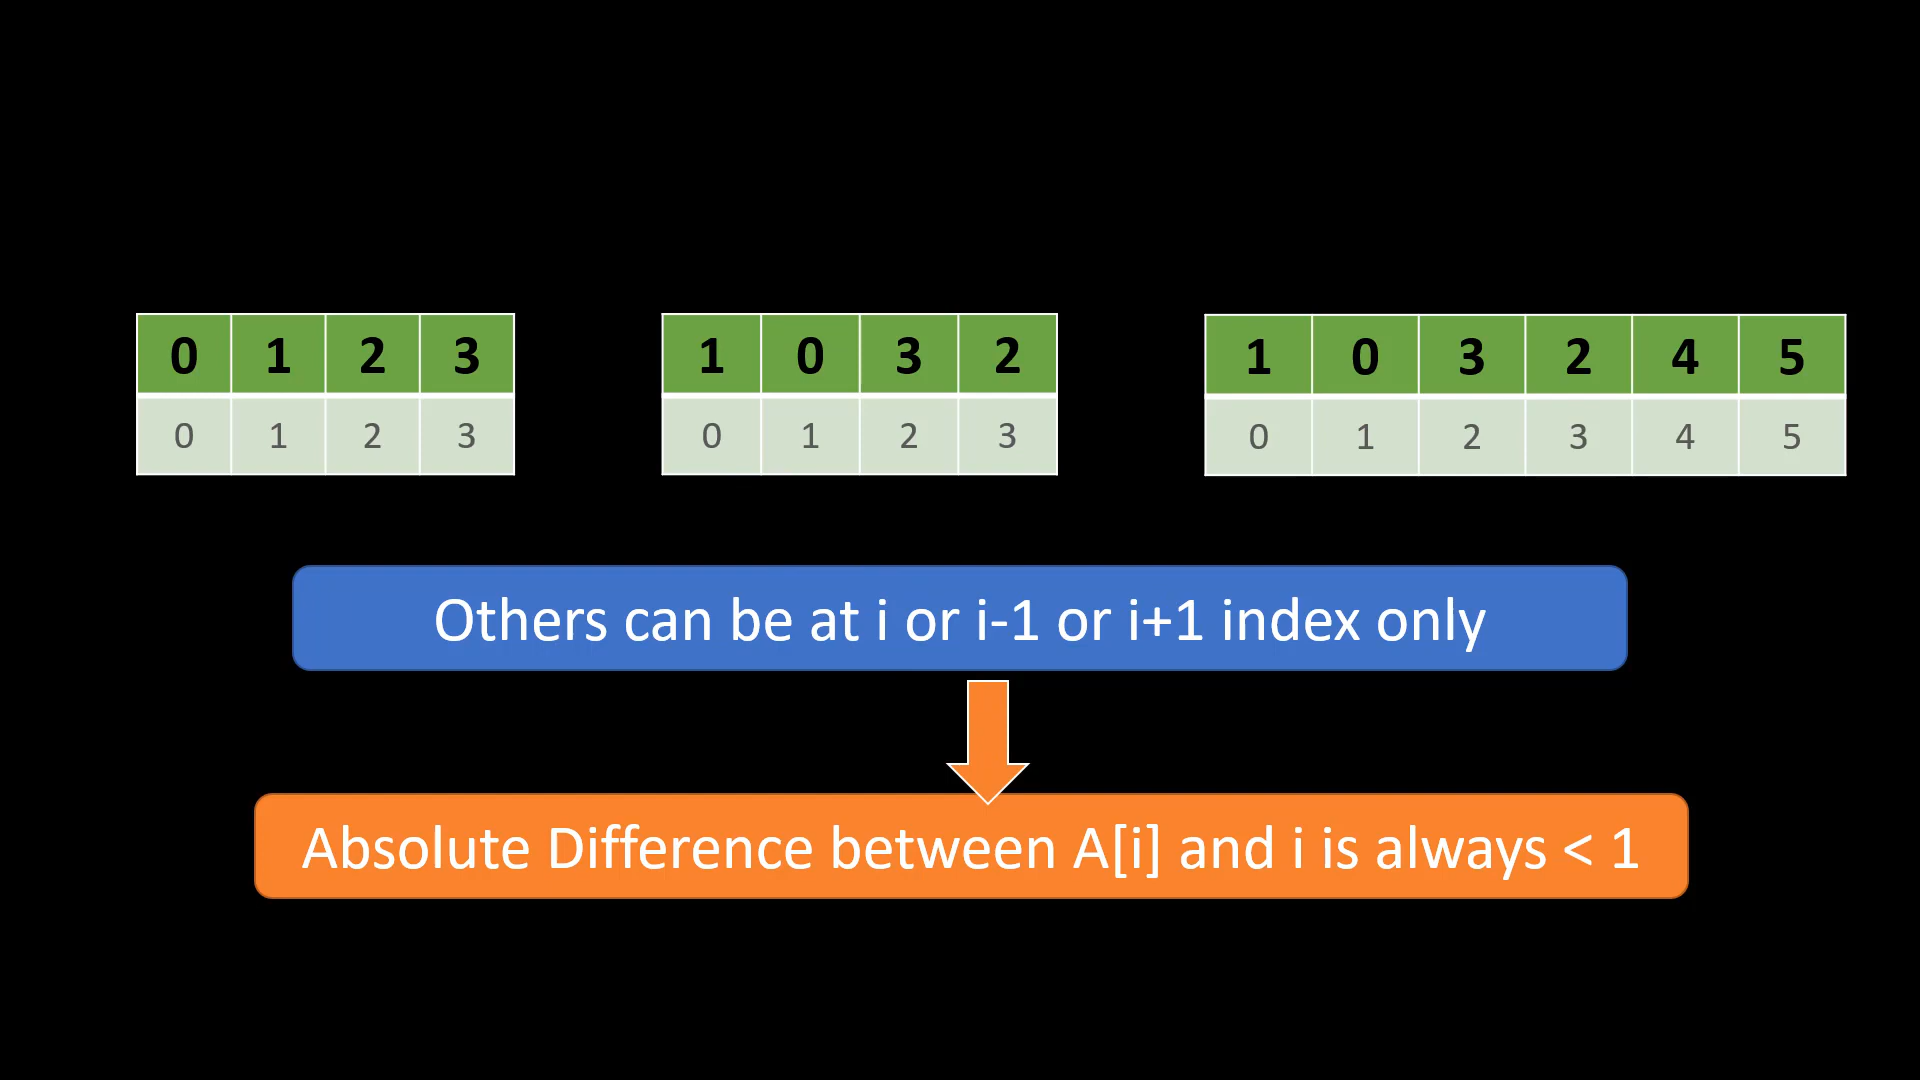 0 1 2 3
0 1 2 3
1 0 3 2
0 1 2 3
1 0 3 2 4 5
0 1 2 3 4 5
Others can be at i or i-1 or i+1 index only
Absolute Difference between A[i] and i is always < 1